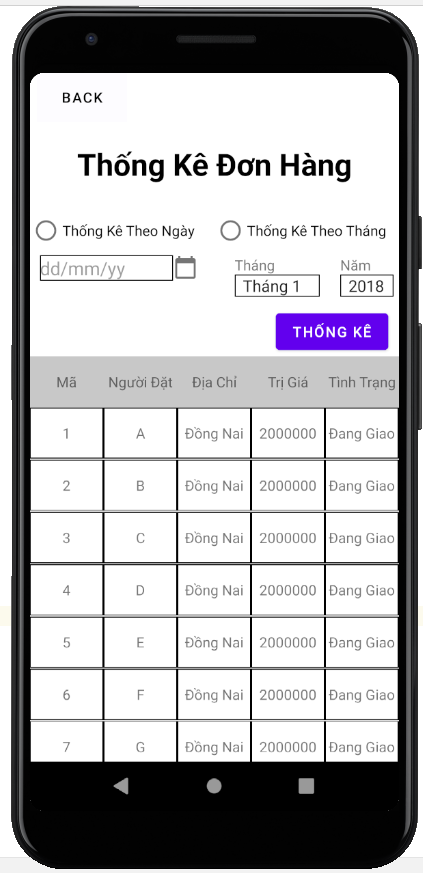 BACK
Thống Kê Đơn Hàng
Thống Kê Theo Ngày Thống Kê Theo Tháng
Tháng Năm
dd/mm/yy Tháng 1 2018
THỐNG KÊ
Mã Người Đặt Địa Chỉ Trị Giá Tình Trạng
1 A Đồng Nai 2000000 Đang Giao
2 B Đồng Nai 2000000 Đang Giao
3 C Đồng Nai 2000000 Đang Giao
4 D Đồng Nai 2000000 Đang Giao
5 E Đồng Nai 2000000 Đang Giao
6 F Đồng Nai 2000000 Đang Giao
7 G Đồng Nai 2000000 Đang Giao